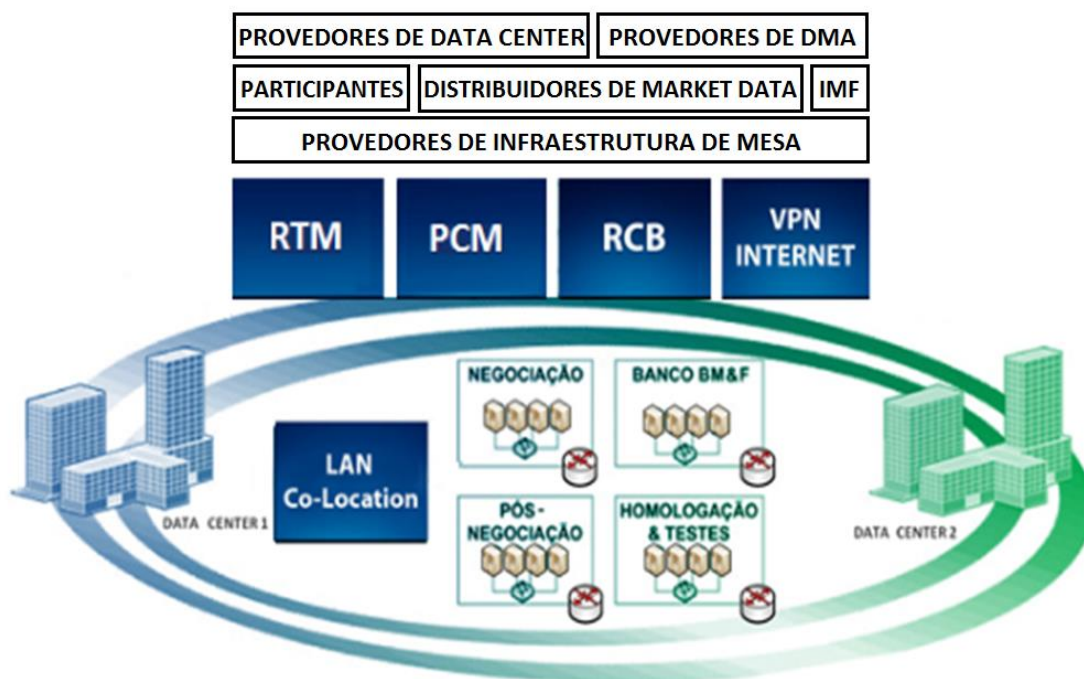 PROVEDORES DE DATA CENTER
PROVEDORES DE DMA
PARTICIPANTES
DISTRIBUIDORES DE MARKET DATA
IMF
PROVEDORES DE INFRAESTRUTURA DE MESA
RTM
PCM
RCB
VPN
INTERNET
NEGOCIAÇÃO
BANCO BM&F
LAN
Co-Location
PÓS-
NEGOCIAÇÃO
HOMOLOGAÇÃO
& TESTES
DATA CENTER 1
DATA CENTER 2